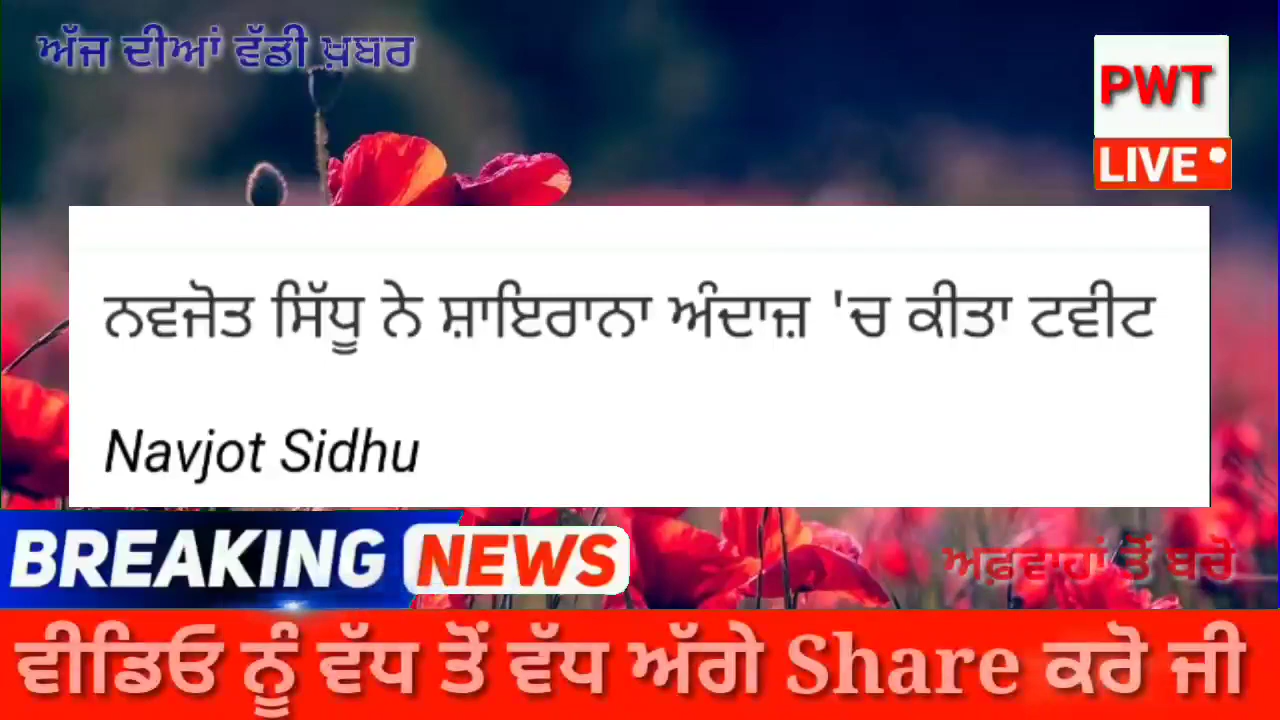 ਅੱਜ ਦੀਆਂ ਵੱਡੀ ਖ਼ਬਰ
PWT
LIVE
ਨਵਜੋਤ ਸਿੱਧੂ ਨੇ ਸ਼ਾਇਰਾਨਾ ਅੰਦਾਜ਼ 'ਚ ਕੀਤਾ ਟਵੀਟ
Navjot Sidhu
BREAKING NEWS
ਅਫ਼ਵਾਹਾਂ ਤੋਂ ਬਚੋ
ਵੀਡਿਓ ਨੂੰ ਵੱਧ ਤੋਂ ਵੱਧ ਅੱਗੇ Share ਕਰੋ ਜੀ